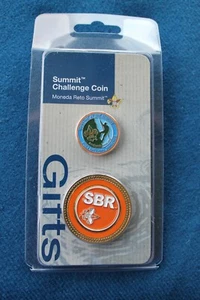 Summit™
Challenge Coin
Moneda Reto Summit™
SBR
Gifts